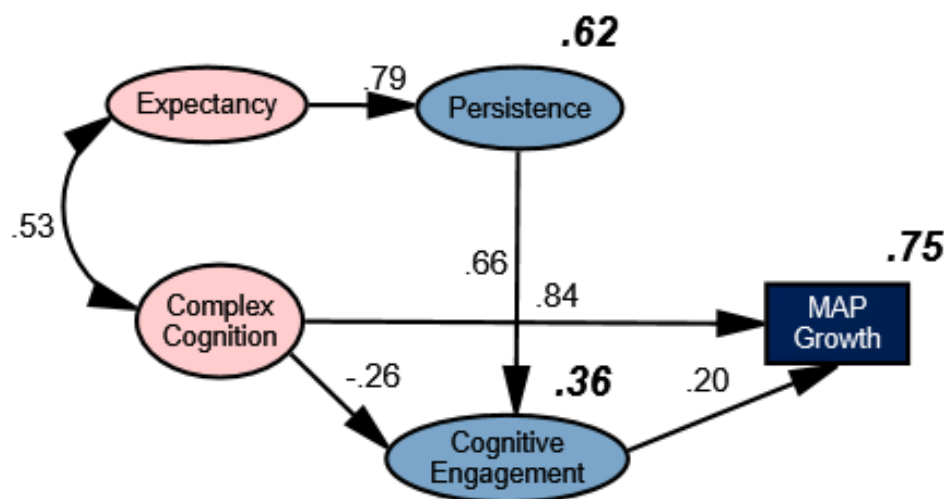 .62
.79
Expectancy
Persistence
.53
.66
.75
.84
Complex
Cognition
MAP
Growth
-.26
.36
.20
Cognitive
Engagement